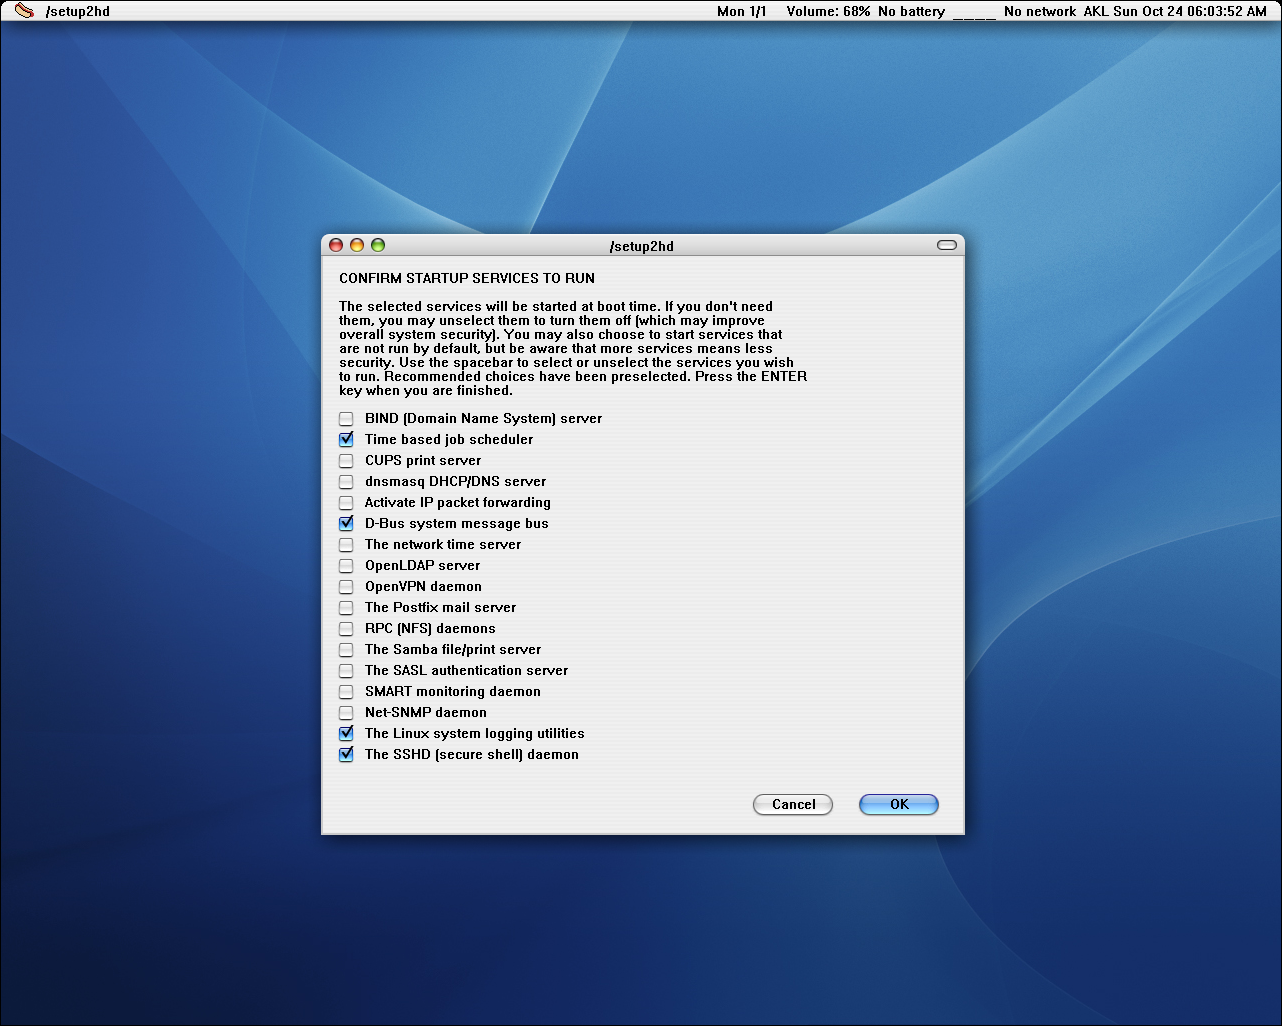 /setup2hd
Mon 1/1 Volume: 68% No battery ____ No network AKL Sun Oct 24 06:03:52 AM
/setup2hd
CONFIRM STARTUP SERVICES TO RUN
The selected services will be started at boot time. If you don't need
them, you may unselect them to turn them off (which may improve
overall system security). You may also choose to start services that
are not run by default, but be aware that more services means less
security. Use the spacebar to select or unselect the services you wish
to run. Recommended choices have been preselected. Press the ENTER
key when you are finished.
BIND (Domain Name System) server
Time based job scheduler
CUPS print server
dnsmasq DHCP/DNS server
Activate IP packet forwarding
D-Bus system message bus
The network time server
OpenLDAP server
OpenVPN daemon
The Postfix mail server
RPC (NFS) daemons
The Samba file/print server
The SASL authentication server
SMART monitoring daemon
Net-SNMP daemon
The Linux system logging utilities
The SSHD (secure shell) daemon
Cancel OK